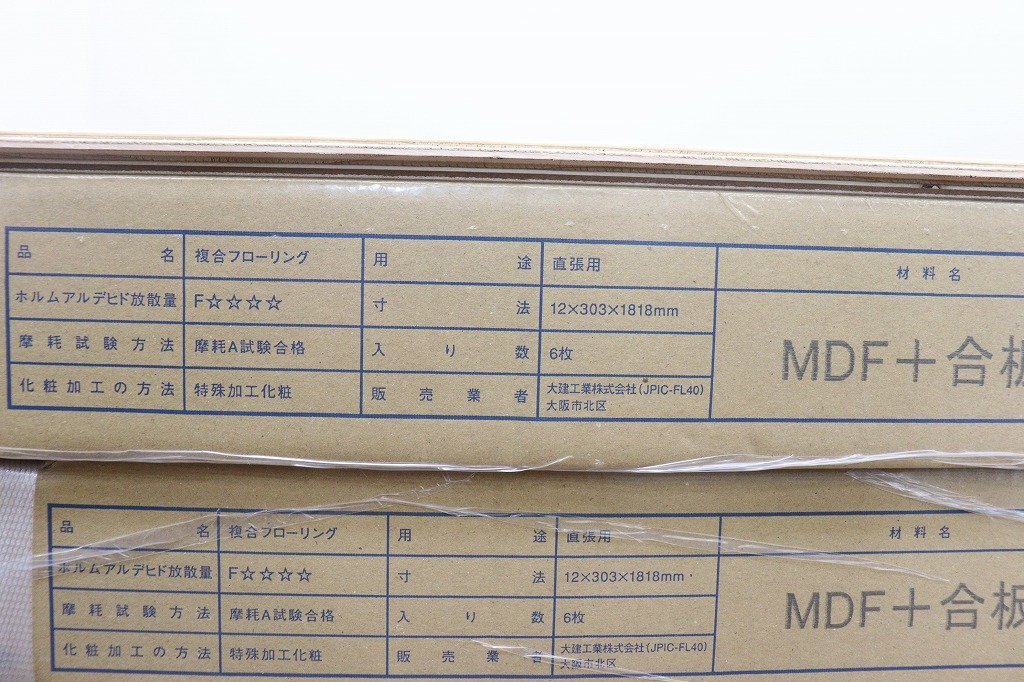 品 名 複合フローリング 用 途 直張用 材料名
ホルムアルデヒド放散量 F☆☆☆☆ 寸 法 12×303×1818mm
摩耗試験方法 摩耗A試験合格 入り数 6枚 MDF+合板
化粧加工の方法 特殊加工化粧 販売業者 大建工業株式会社(JPIC-FL40)
大阪市北区
品 名 複合フローリング 用 途 直張用 材料名
ホルムアルデヒド放散量 F☆☆☆☆ 寸 法 12×303×1818mm
摩耗試験方法 摩耗A試験合格 入り数 6枚 MDF+合板
化粧加工の方法 特殊加工化粧 販売業者 大建工業株式会社(JPIC-FL40)
大阪市北区